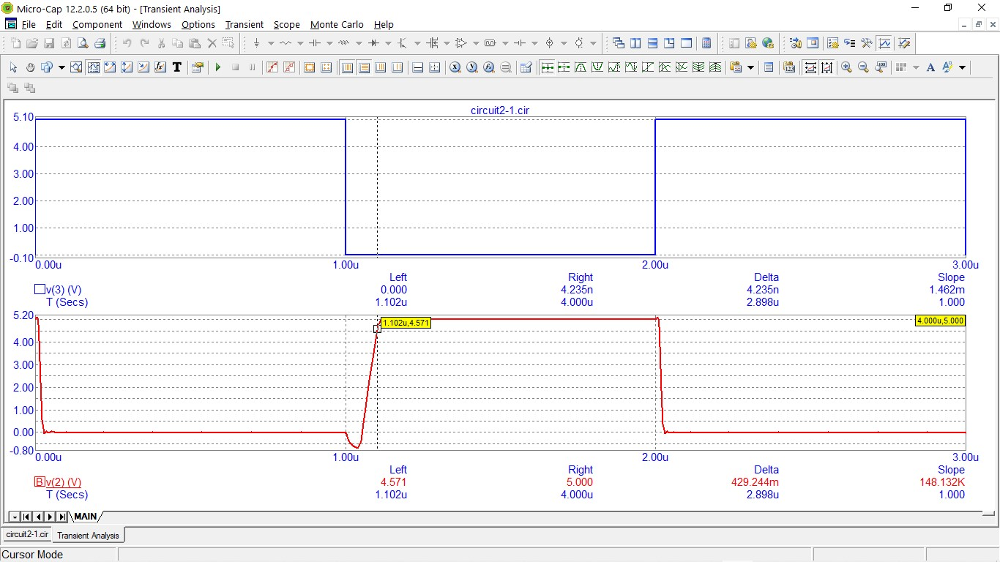 Micro-Cap 12.2.0.5 (64 bit) - [Transient Analysis]
File Edit Component Windows Options Transient Scope Monte Carlo Help
circuit2-1.cir
5.10
4.00
3.00
2.00
1.00
-0.10
0.00u 1.00u 2.00u 3.00u
Left Right Delta Slope
v(3) (V) 0.000 4.235n 4.235n 1.462m
T (Secs) 1.102u 4.000u 2.898u 1.000
5.20
1.102u,4.571 4.000u,5.000
4.00
3.00
2.00
1.00
0.00
-0.80
0.00u 1.00u 2.00u 3.00u
Left Right Delta Slope
B v(2) (V) 4.571 5.000 429.244m 148.132K
T (Secs) 1.102u 4.000u 2.898u 1.000
MAIN
circuit2-1.cir Transient Analysis
Cursor Mode